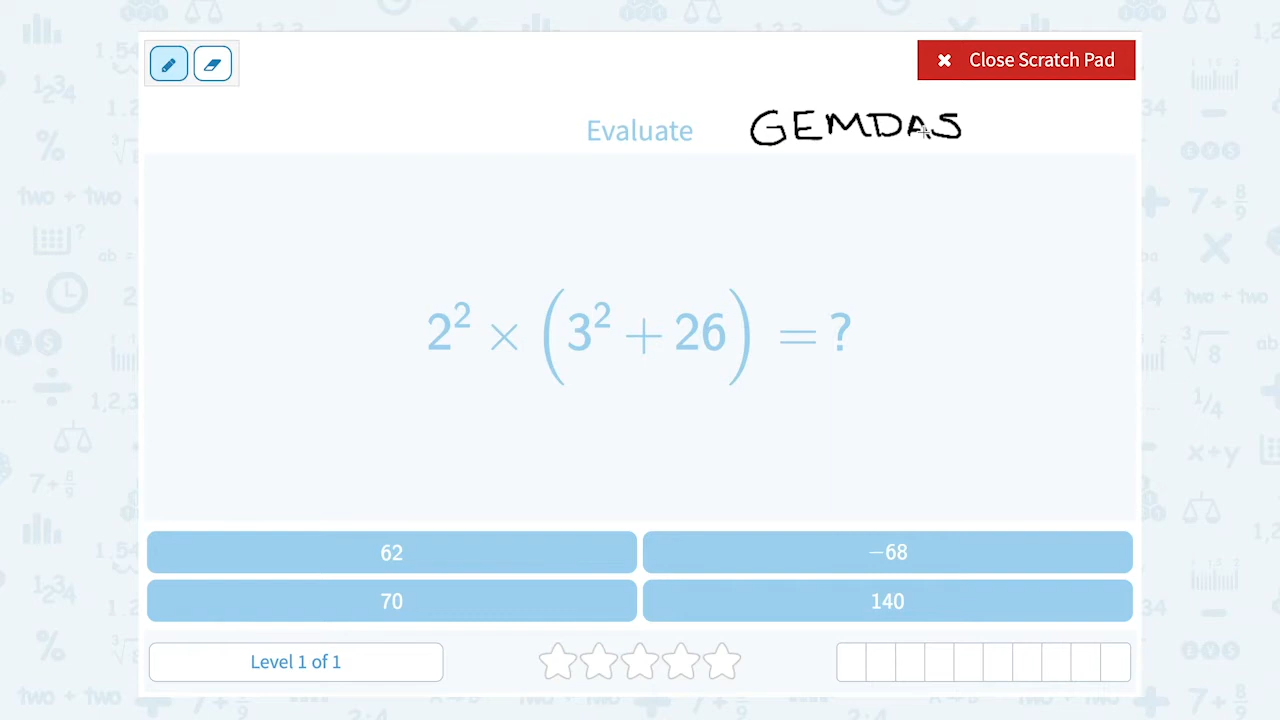 ✖ Close Scratch Pad
Evaluate GEMDAS
2² × (3² + 26) = ?
62
−68
70
140
Level 1 of 1